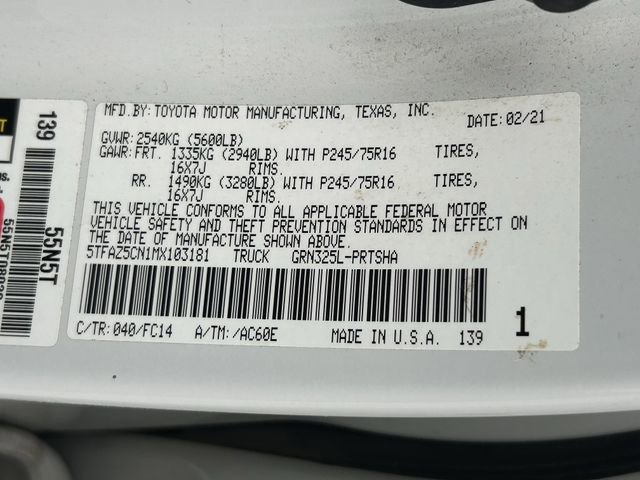 MFD.BY:TOYOTA MOTOR MANUFACTURING, TEXAS, INC.
DATE:02/21
GVWR:2540KG (5600LB)
GAWR:FRT. 1335KG (2940LB) WITH P245/75R16 TIRES,
16X7J RIMS.
RR. 1490KG (3280LB) WITH P245/75R16 TIRES,
16X7J RIMS.
THIS VEHICLE CONFORMS TO ALL APPLICABLE FEDERAL MOTOR
VEHICLE SAFETY AND THEFT PREVENTION STANDARDS IN EFFECT ON
THE DATE OF MANUFACTURE SHOWN ABOVE.
5TFAZ5CN1MX103181 TRUCK GRN325L-PRTSHA
C/TR:040/FC14 A/TM:/AC60E MADE IN U.S.A. 139
1
139
55N5T